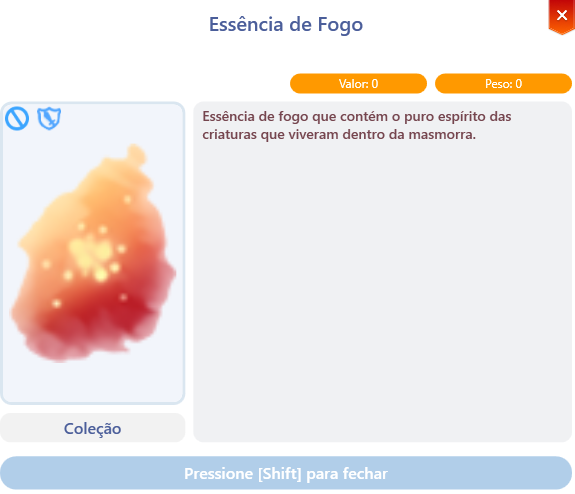 Essência de Fogo
Valor: 0
Peso: 0
Essência de fogo que contém o puro espírito das
criaturas que viveram dentro da masmorra.
Coleção
Pressione [Shift] para fechar